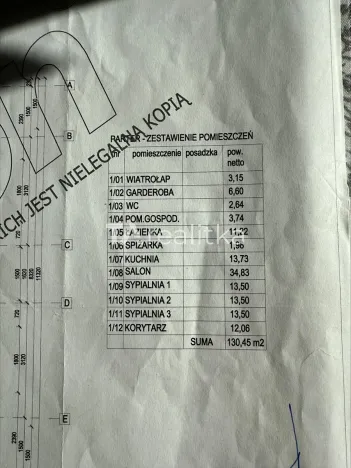 ICH JEST NIELEGALNA KOPIĄ
PARTER - ZESTAWIENIE POMIESZCZEŃ
nr pomieszczenie posadzka pow. netto
1/01 WIATROŁAP 3,15
1/02 GARDEROBA 6,60
1/03 WC 2,64
1/04 POM.GOSPOD. 3,74
1/05 ŁAZIENKA 11,22
1/06 SPIŻARKA 1,98
1/07 KUCHNIA 13,73
1/08 SALON 34,83
1/09 SYPIALNIA 1 13,50
1/10 SYPIALNIA 2 13,50
1/11 SYPIALNIA 3 13,50
1/12 KORYTARZ 12,06
SUMA 130,45 m2
A
B
C
D
E